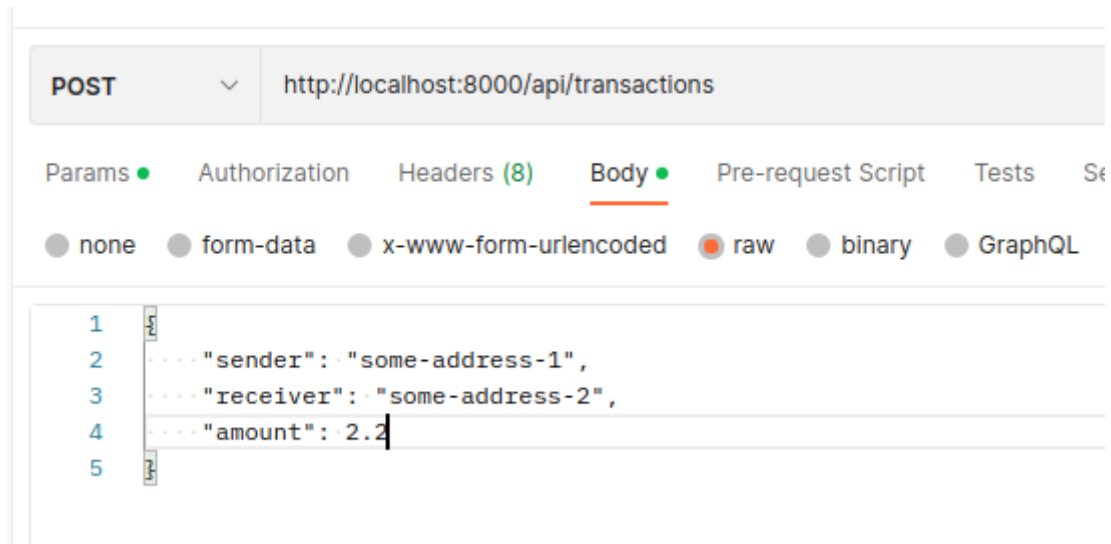 POST http://localhost:8000/api/transactions
Params Authorization Headers (8) Body Pre-request Script Tests Se
none form-data x-www-form-urlencoded raw binary GraphQL
1 {
2 "sender": "some-address-1",
3 "receiver": "some-address-2",
4 "amount": 2.2
5 }